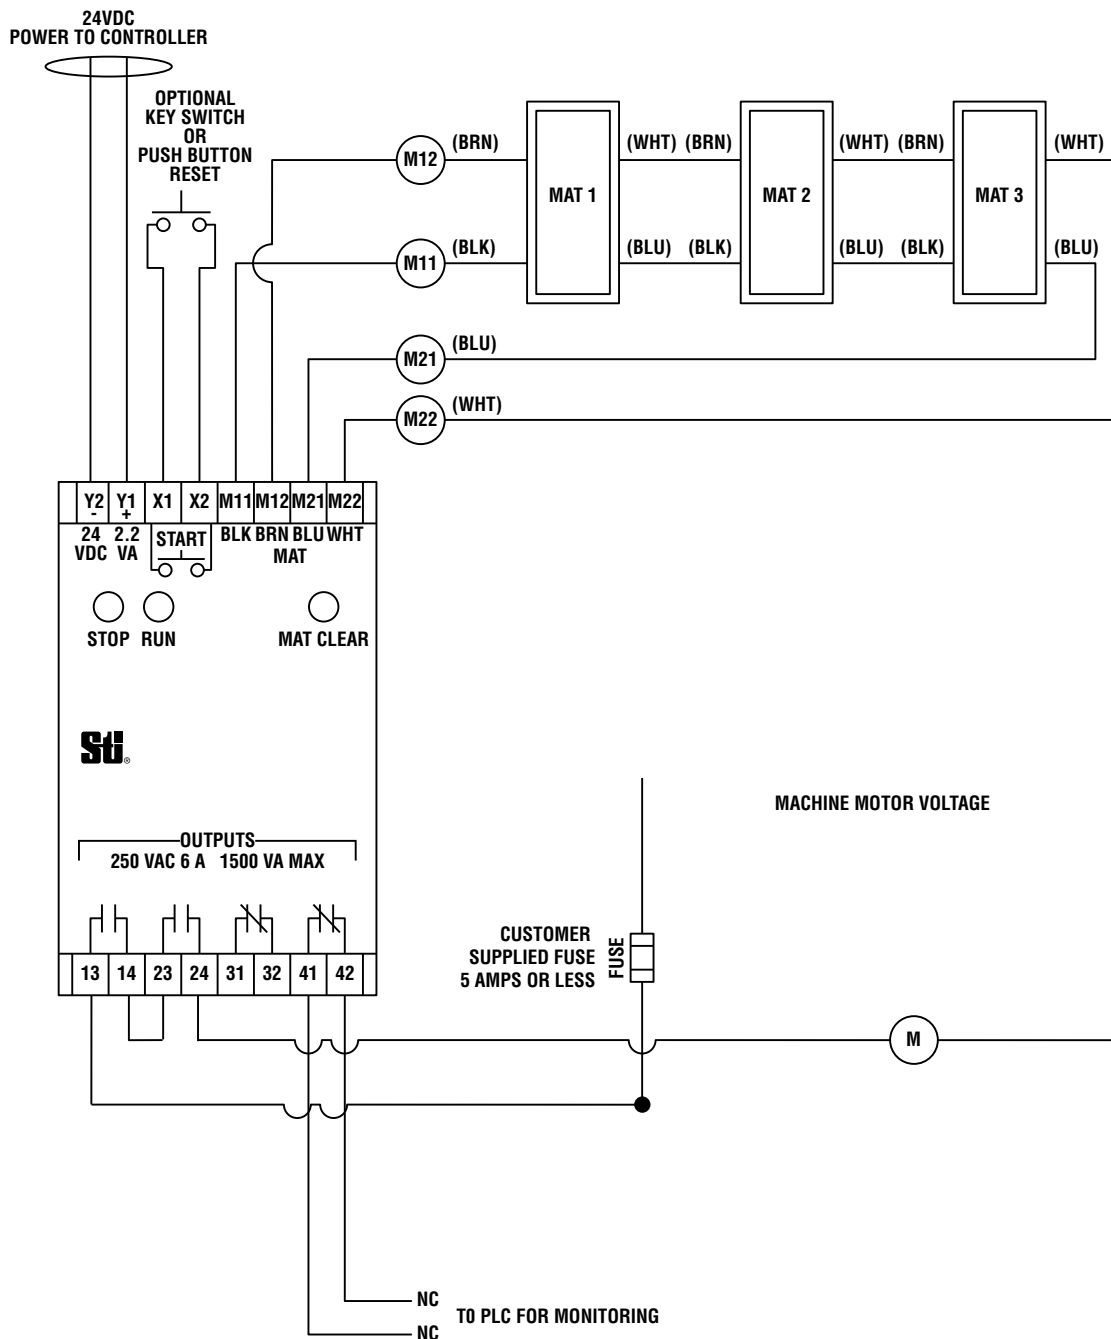 24VDC
POWER TO CONTROLLER
OPTIONAL
KEY SWITCH
OR
PUSH BUTTON
RESET
M12
(BRN)
(WHT) (BRN)
(WHT) (BRN)
(WHT)
MAT 1
MAT 2
MAT 3
M11
(BLK)
(BLU)
(BLK)
(BLU)
(BLK)
(BLU)
M21
(BLU)
M22
(WHT)
Y2 Y1 X1 X2 M11 M12 M21 M22
- +
24 2.2 START BLK BRN BLU WHT
VDC VA MAT
STOP RUN MAT CLEAR
Sti®
MACHINE MOTOR VOLTAGE
OUTPUTS
250 VAC 6 A 1500 VA MAX
CUSTOMER
SUPPLIED FUSE
5 AMPS OR LESS
FUSE
13 14 23 24 31 32 41 42
M
NC
T0 PLC FOR MONITORING
NC